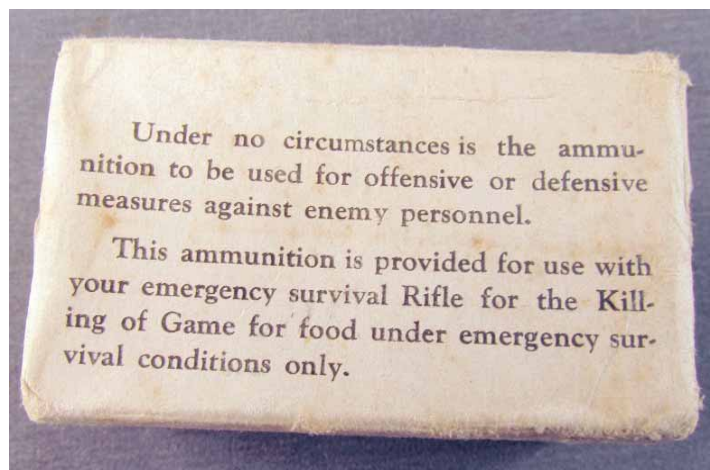 Under no circumstances is the ammu-
nition to be used for offensive or defensive
measures against enemy personnel.
This ammunition is provided for use with
your emergency survival Rifle for the Kill-
ing of Game for food under emergency sur-
vival conditions only.